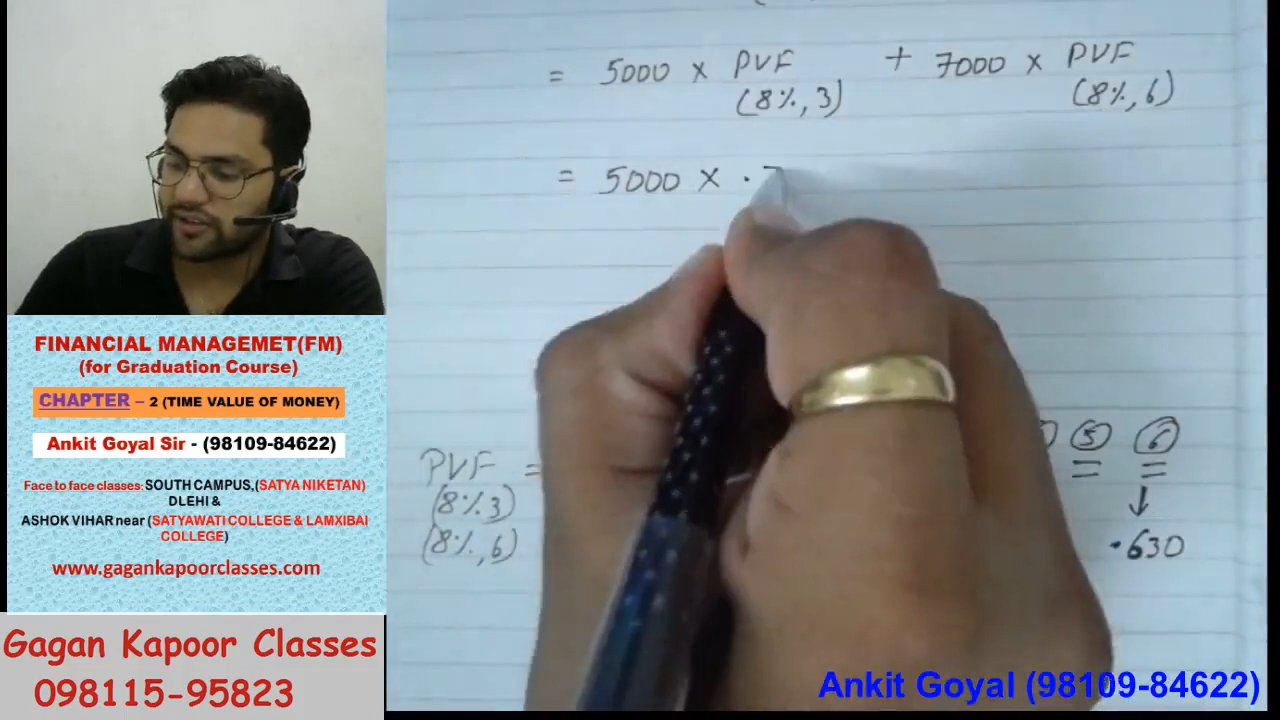 = 5000 × PVF + 7000 × PVF
(8%, 3) (8%, 6)
= 5000 × .7
5 6
PVF =
(8%, 3)
(8%, 6)
.630
FINANCIAL MANAGEMET(FM)
(for Graduation Course)
CHAPTER – 2 (TIME VALUE OF MONEY)
Ankit Goyal Sir - (98109-84622)
Face to face classes: SOUTH CAMPUS,(SATYA NIKETAN)
DLEHI &
ASHOK VIHAR near (SATYAWATI COLLEGE & LAMXIBAI
COLLEGE)
www.gagankapoorclasses.com
Gagan Kapoor Classes
098115-95823
Ankit Goyal (98109-84622)